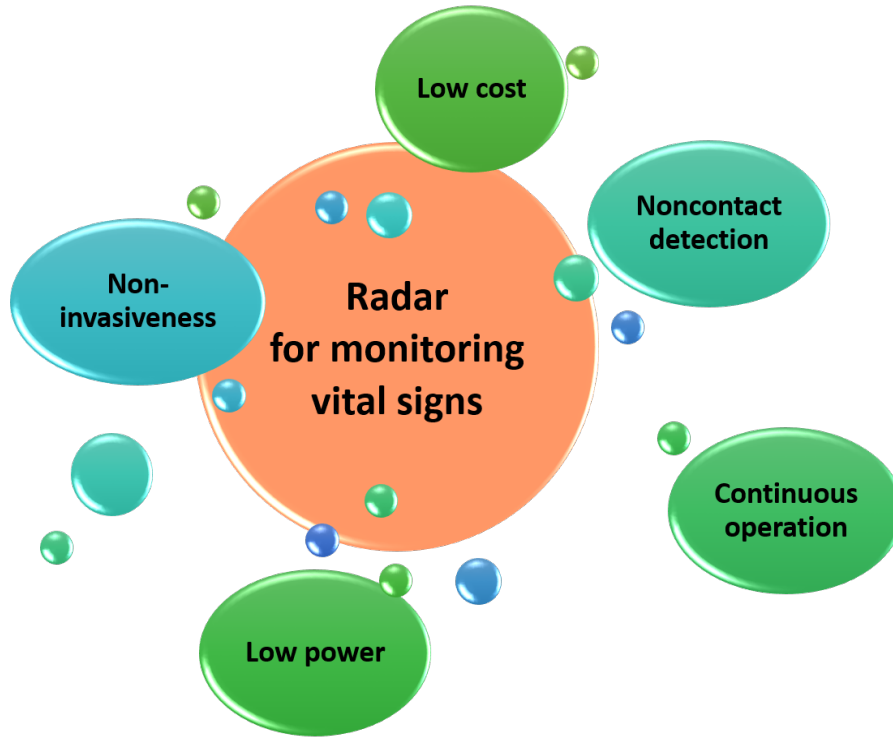 Low cost
Noncontact
detection
Non-
invasiveness
Radar
for monitoring
vital signs
Continuous
operation
Low power